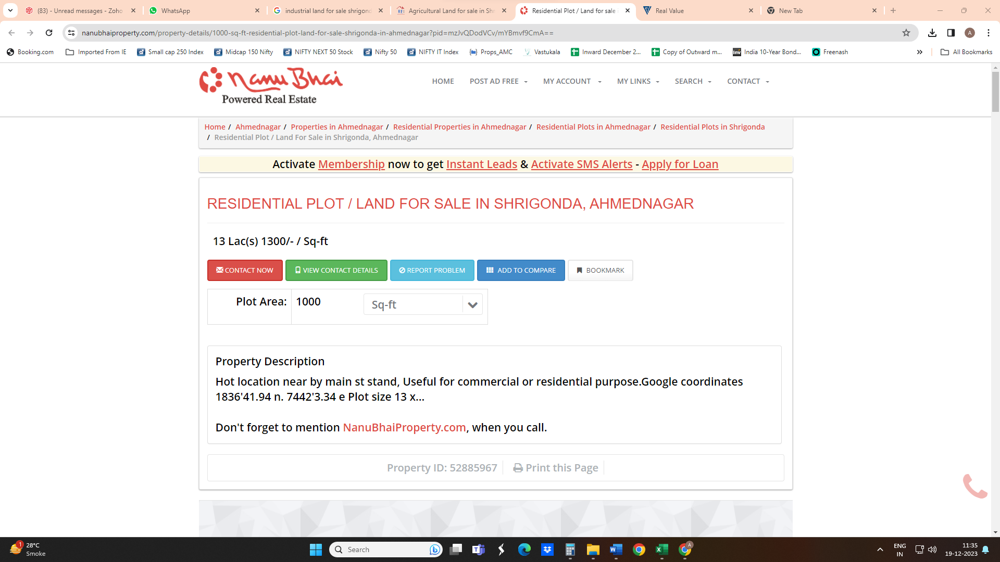 (83) - Unread messages - Zoho
WhatsApp
industrial land for sale shrigond
Agricultural Land for sale in Shr
Residential Plot / Land for sale i
Real Value
New Tab
nanubhaiproperty.com/property-details/1000-sq-ft-residential-plot-land-for-sale-shrigonda-in-ahmednagar?pid=mzJvQDodVCv/mYBmvf9CmA==
A
Booking.com
Imported From IE
Small cap 250 Index
Midcap 150 Nifty
NIFTY NEXT 50 Stock
Nifty 50
NIFTY IT Index
Props_AMC
Vastukala
Inward December 2...
Copy of Outward m...
India 10-Year Bond...
Freenash
All Bookmarks
Nanu Bhai
Powered Real Estate
HOME
POST AD FREE
MY ACCOUNT
MY LINKS
SEARCH
CONTACT
Home / Ahmednagar / Properties in Ahmednagar / Residential Properties in Ahmednagar / Residential Plots in Ahmednagar / Residential Plots in Shrigonda
/ Residential Plot / Land For Sale in Shrigonda, Ahmednagar
Activate Membership now to get Instant Leads & Activate SMS Alerts - Apply for Loan
RESIDENTIAL PLOT / LAND FOR SALE IN SHRIGONDA, AHMEDNAGAR
13 Lac(s) 1300/- / Sq-ft
CONTACT NOW
VIEW CONTACT DETAILS
REPORT PROBLEM
ADD TO COMPARE
BOOKMARK
Plot Area: 1000 Sq-ft
Property Description
Hot location near by main st stand, Useful for commercial or residential purpose.Google coordinates
1836'41.94 n. 7442'3.34 e Plot size 13 x...
Don't forget to mention NanuBhaiProperty.com, when you call.
Property ID: 52885967
Print this Page
1
28°C
Smoke
Search
ENG
IN
11:35
19-12-2023